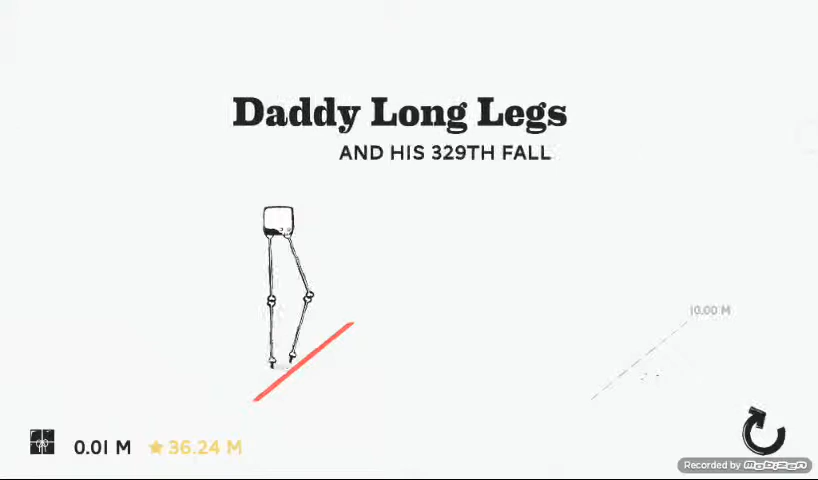 Daddy Long Legs
AND HIS 329TH FALL
10.00 M
0.01 M ★ 36.24 M
Recorded by mobizen